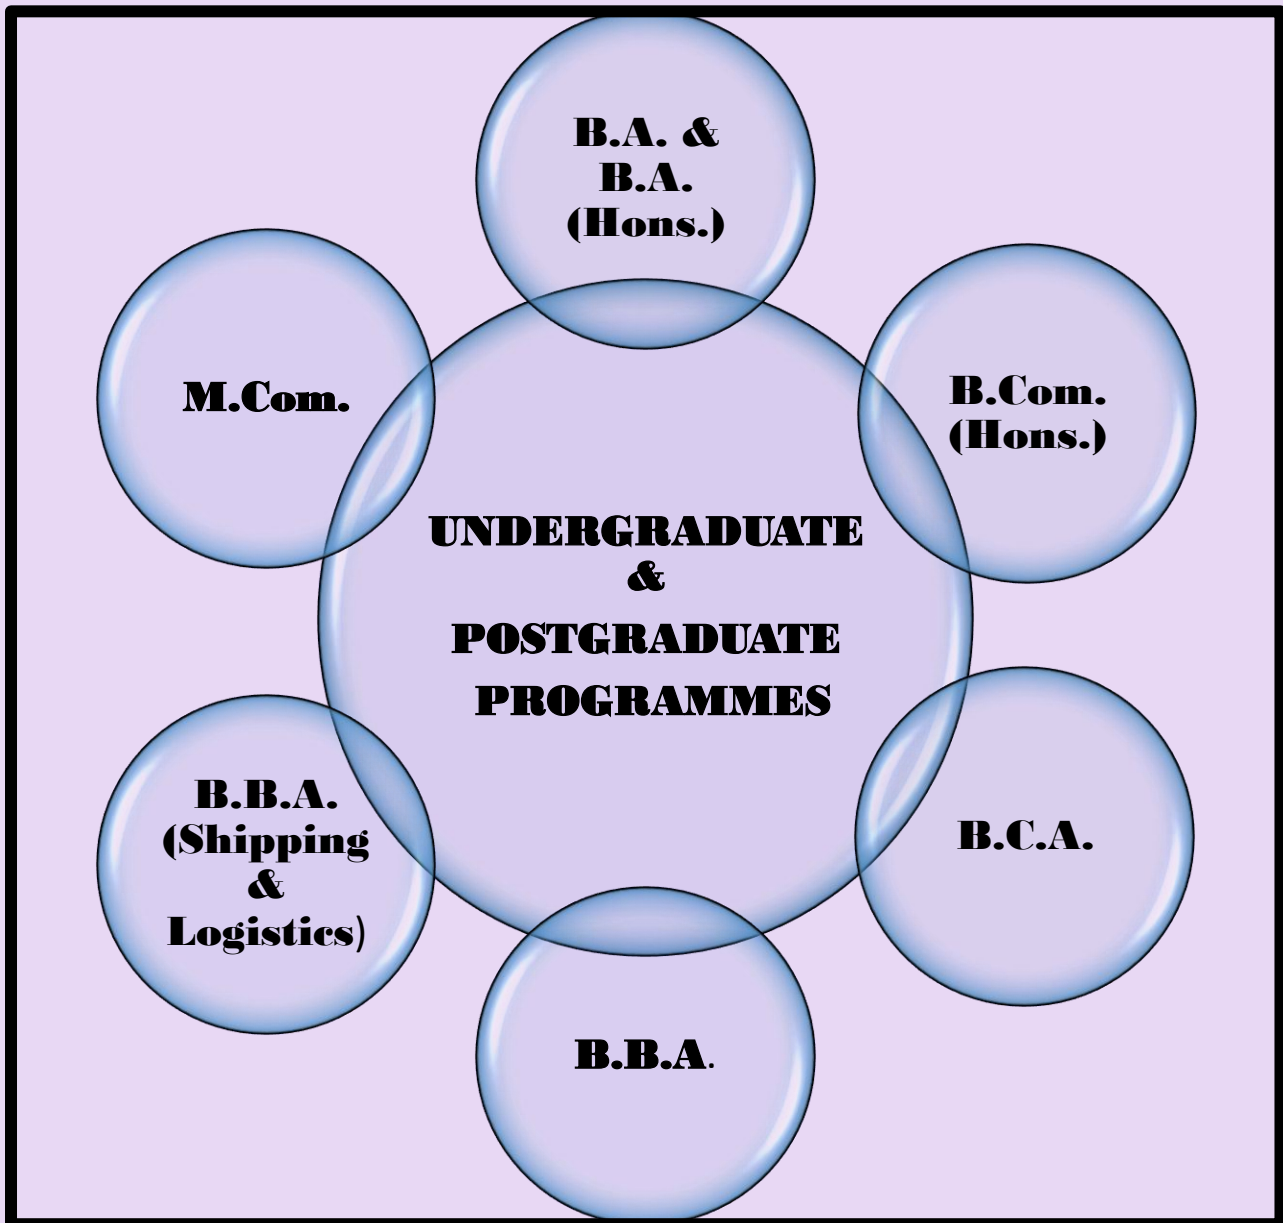 B.A. &
B.A.
(Hons.)
B.Com.
(Hons.)
M.Com.
UNDERGRADUATE
&
POSTGRADUATE
PROGRAMMES
B.C.A.
B.B.A.
(Shipping
&
Logistics)
B.B.A.